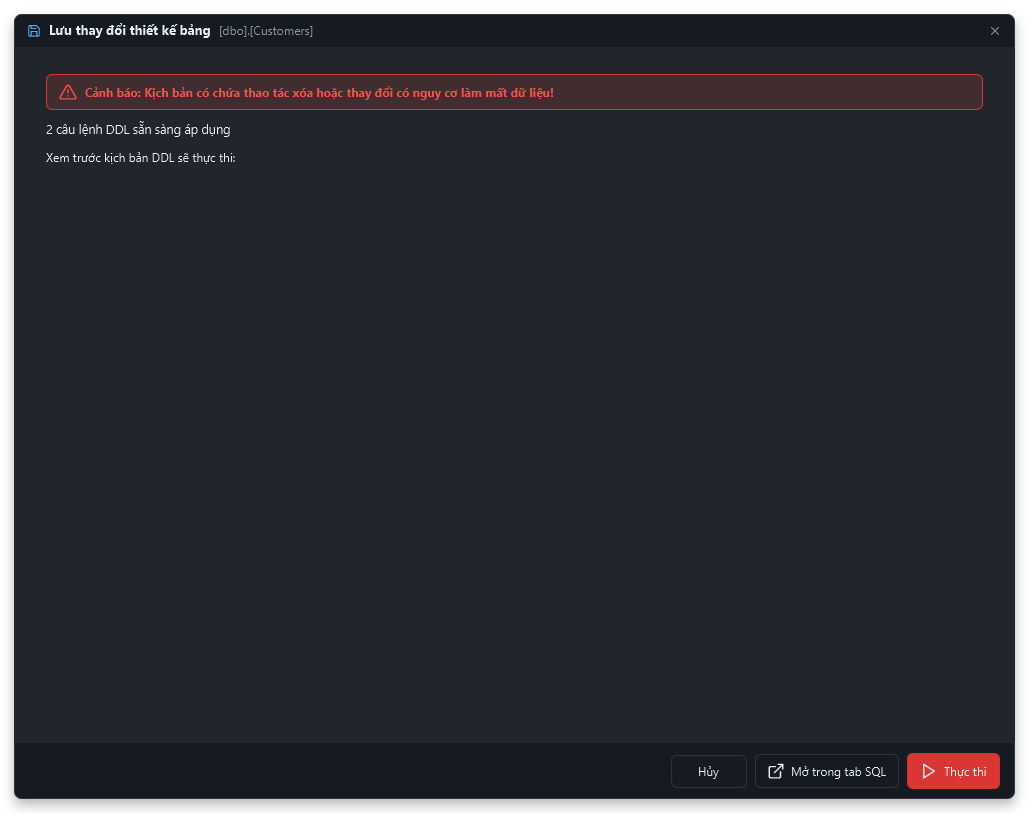 Lưu thay đổi thiết kế bảng [dbo].[Customers]
Cảnh báo: Kịch bản có chứa thao tác xóa hoặc thay đổi có nguy cơ làm mất dữ liệu!
2 câu lệnh DDL sẵn sàng áp dụng
Xem trước kịch bản DDL sẽ thực thi:
Hủy Mở trong tab SQL Thực thi